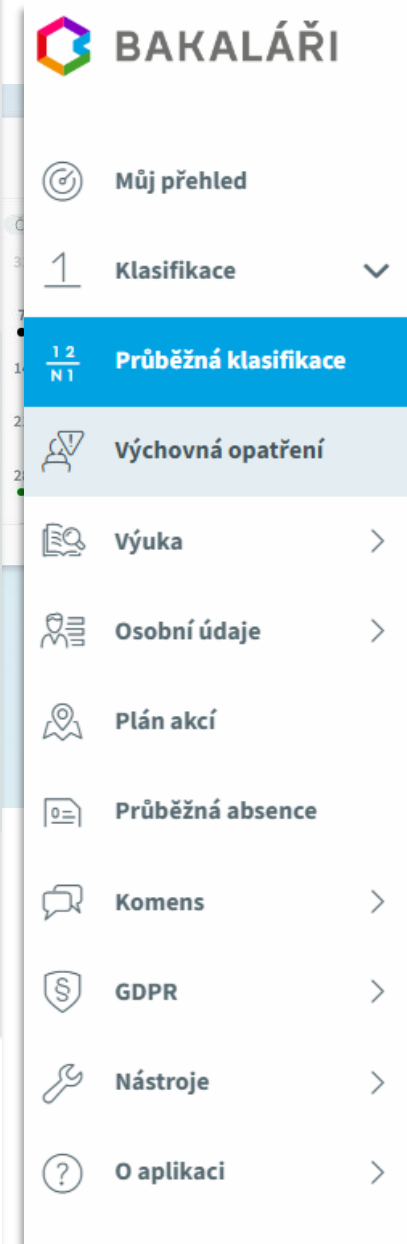 BAKALÁŘI
Můj přehled
1 Klasifikace
1 2
N 1
Průběžná klasifikace
Výchovná opatření
Výuka
Osobní údaje
Plán akcí
Průběžná absence
Komens
§ GDPR
Nástroje
? O aplikaci